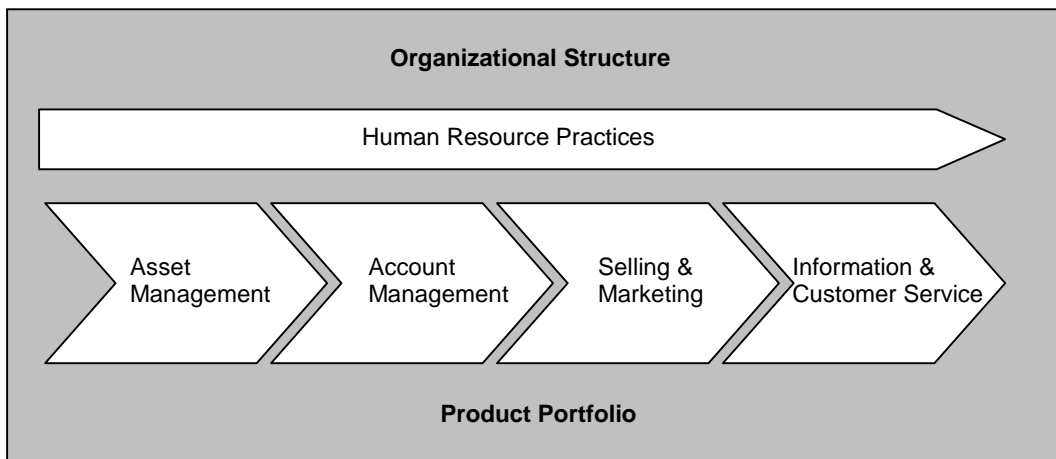 Organizational Structure
Human Resource Practices
Asset
Management
Account
Management
Selling &
Marketing
Information &
Customer Service
Product Portfolio